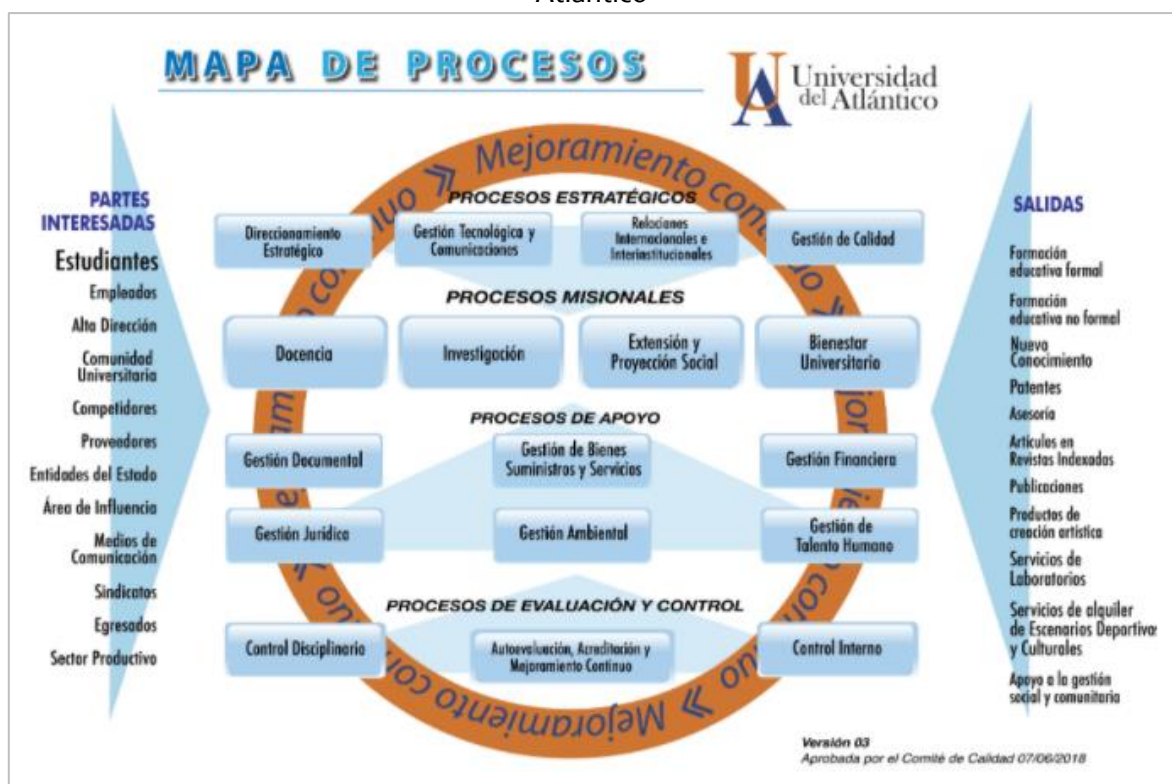 Atlántico
MAPA DE PROCESOS
UA
Universidad
del Atlántico
Mejoramiento continuo
Mejoramiento continuo
Mejoramiento continuo
PARTES
INTERESADAS
Estudiantes
Empleados
Alta Dirección
Comunidad
Universitaria
Competidores
Proveedores
Entidades del Estado
Área de Influencia
Medios de
Comunicación
Sindicatos
Egresados
Sector Productivo
PROCESOS ESTRATÉGICOS
Direccionamiento
Estratégico
Gestión Tecnológica y
Comunicaciones
Relaciones
Internacionales e
Interinstitucionales
Gestión de Calidad
PROCESOS MISIONALES
Docencia
Investigación
Extensión y
Proyección Social
Bienestar
Universitario
PROCESOS DE APOYO
Gestión Documental
Gestión de Bienes
Suministros y Servicios
Gestión Financiera
Gestión Jurídica
Gestión Ambiental
Gestión de
Talento Humano
PROCESOS DE EVALUACIÓN Y CONTROL
Control Disciplinario
Autoevaluación, Acreditación y
Mejoramiento Continuo
Control Interno
SALIDAS
Formación
educativa formal
Formación
educativa no formal
Nuevo
Conocimiento
Patentes
Asesoría
Artículos en
Revistas Indexadas
Publicaciones
Productos de
creación artística
Servicios de
Laboratorios
Servicios de alquiler
de Escenarios Deportivos
y Culturales
Apoyo a la gestión
social y comunitaria
Versión 03
Aprobada por el Comité de Calidad 07/06/2018